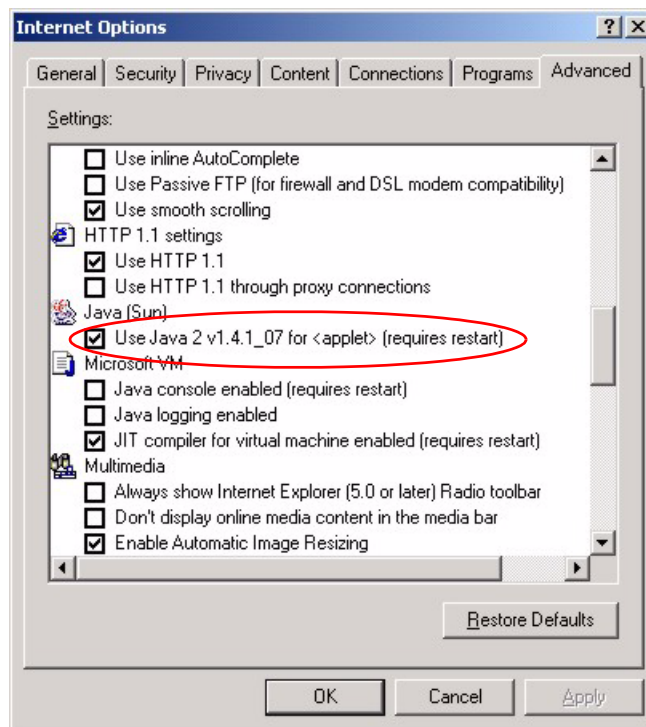 Internet Options
General Security Privacy Content Connections Programs Advanced
Settings:
Use inline AutoComplete
Use Passive FTP (for firewall and DSL modem compatibility)
Use smooth scrolling
HTTP 1.1 settings
Use HTTP 1.1
Use HTTP 1.1 through proxy connections
Java (Sun)
Use Java 2 v1.4.1_07 for <applet> (requires restart)
Microsoft VM
Java console enabled (requires restart)
Java logging enabled
JIT compiler for virtual machine enabled (requires restart)
Multimedia
Always show Internet Explorer (5.0 or later) Radio toolbar
Don't display online media content in the media bar
Enable Automatic Image Resizing
Restore Defaults
OK Cancel Apply